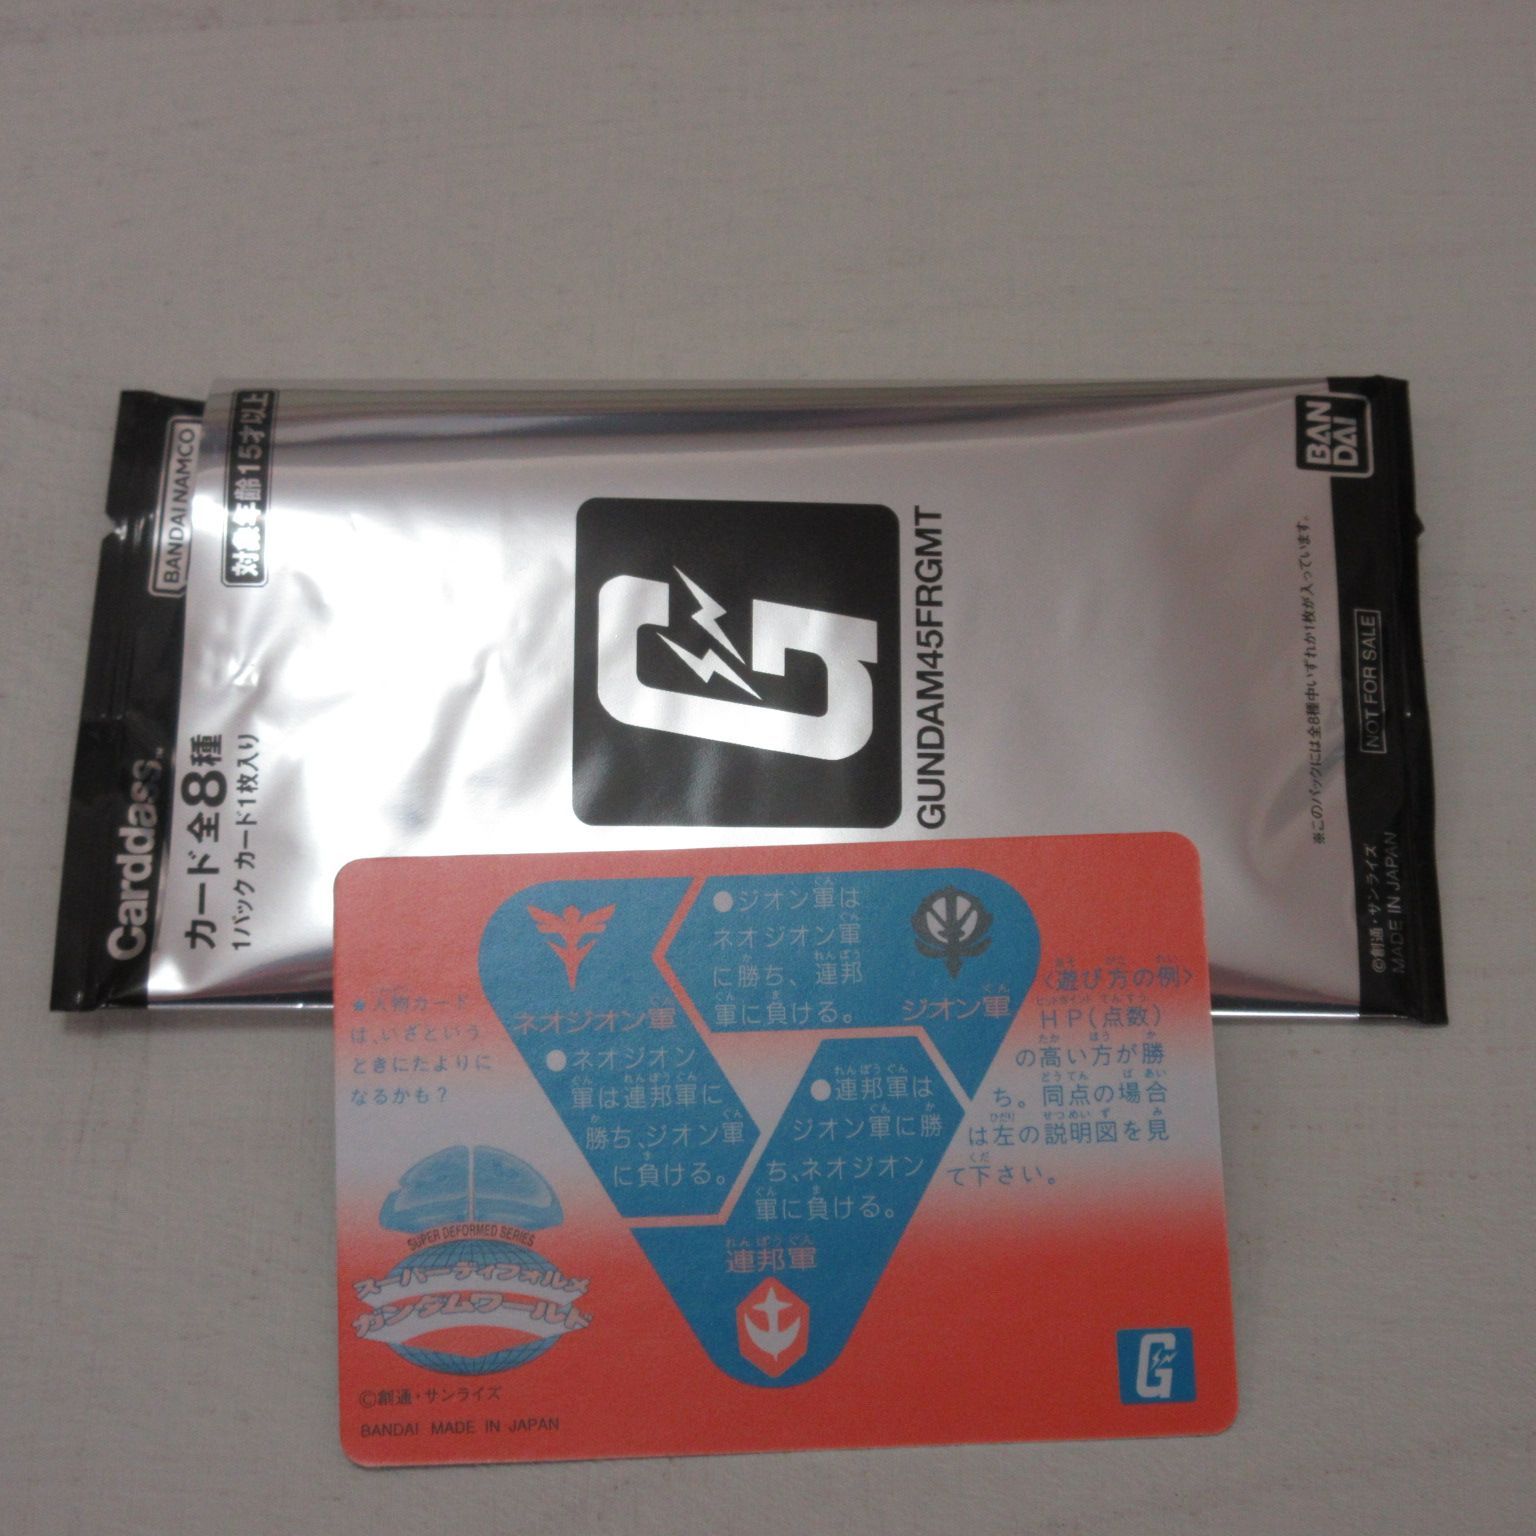 BANDAI NAMCO
対象年齢15才以上
Carddass™
カード全8種
1パック カード1枚入り
GUNDAM45FRGMT
BAN
DAI
※このパックには全8種中いずれか1枚が入っています。
NOT FOR SALE
©創通・サンライズ
MADE IN JAPAN
●ジオン軍は
ネオジオン軍
に勝ち、連邦
軍に負ける。
ジオン軍
ネオジオン軍
●ネオジオン
軍は連邦軍に
勝ち、ジオン軍
に負ける。
●連邦軍は
ジオン軍に勝
ち、ネオジオン
軍に負ける。
連邦軍
★人物カード
は、いざという
ときにたよりに
なるかも?
<遊び方の例>
HP(点数)
の高い方が勝
ち。同点の場合
は左の説明図を見
て下さい。
SUPER DEFORMED SERIES
スーパーディフォルメ
ガンダムワールド
©創通・サンライズ
BANDAI MADE IN JAPAN
G